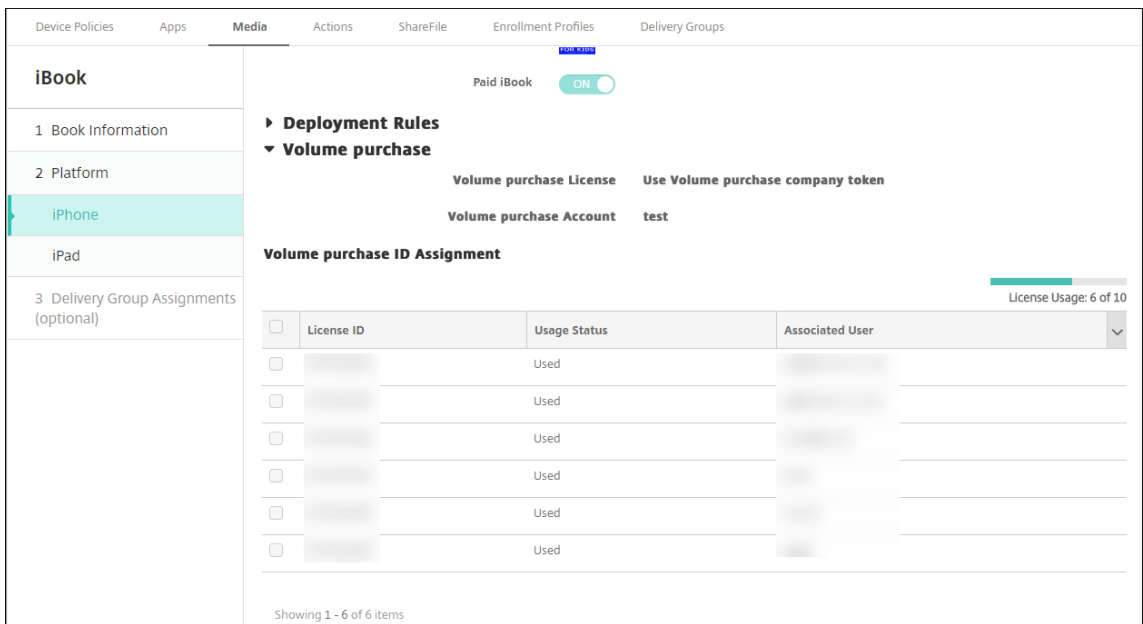 Device Policies Apps Media Actions ShareFile Enrollment Profiles Delivery Groups
iBook
1 Book Information
2 Platform
iPhone
iPad
3 Delivery Group Assignments
(optional)
FOR KIDS
Paid iBook ON
Deployment Rules
Volume purchase
Volume purchase License Use Volume purchase company token
Volume purchase Account test
Volume purchase ID Assignment
License Usage: 6 of 10
License ID Usage Status Associated User
Used
Used
Used
Used
Used
Used
Showing 1 - 6 of 6 items